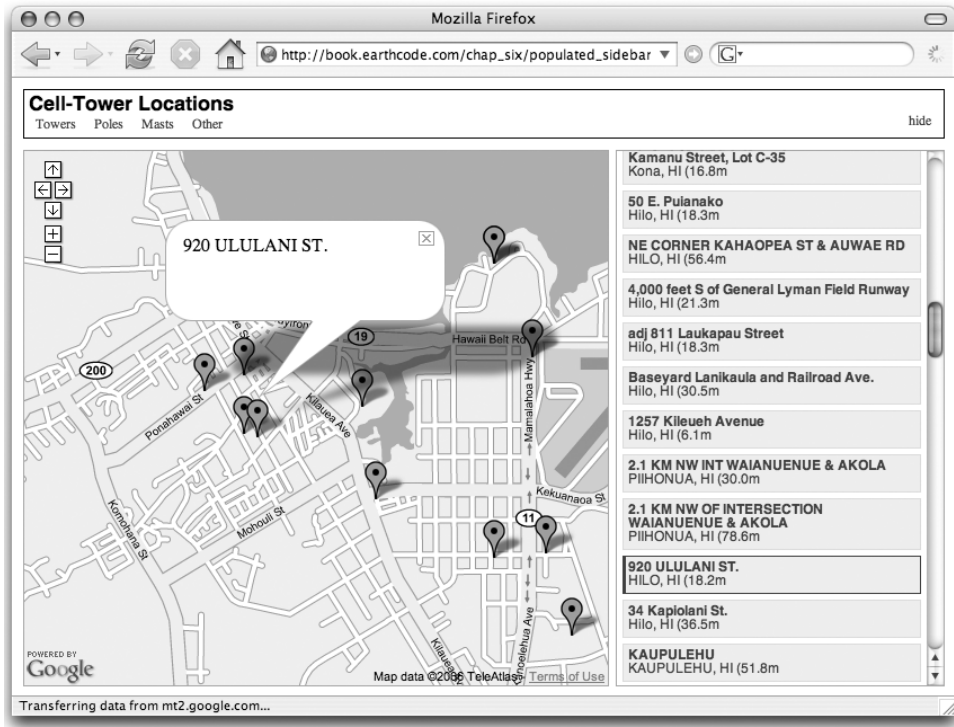 Mozilla Firefox
http://book.earthcode.com/chap_six/populated_sidebar
G
Cell-Tower Locations
Towers Poles Masts Other
hide
920 ULULANI ST.
19
Hawaii Belt Rd
200
Ponahawai St
Kilauea Ave
Mamalahoa Hwy
Komohana St
Mohouli St
Kekuanaoa St
11
POWERED BY
Google
Map data ©2006 TeleAtlas - Terms of Use
Kamanu Street, Lot C-35
Kona, HI (16.8m
50 E. Puianako
Hilo, HI (18.3m
NE CORNER KAHAOPEA ST & AUWAE RD
HILO, HI (56.4m
4,000 feet S of General Lyman Field Runway
Hilo, HI (21.3m
adj 811 Laukapau Street
Hilo, HI (18.3m
Baseyard Lanikaula and Railroad Ave.
Hilo, HI (30.5m
1257 Kileueh Avenue
Hilo, HI (6.1m
2.1 KM NW INT WAIANUENUE & AKOLA
PIIHONUA, HI (30.0m
2.1 KM NW OF INTERSECTION
WAIANUENUE & AKOLA
PIIHONUA, HI (78.6m
920 ULULANI ST.
HILO, HI (18.2m
34 Kapiolani St.
Hilo, HI (36.5m
KAUPULEHU
KAUPULEHU, HI (51.8m
Transferring data from mt2.google.com...